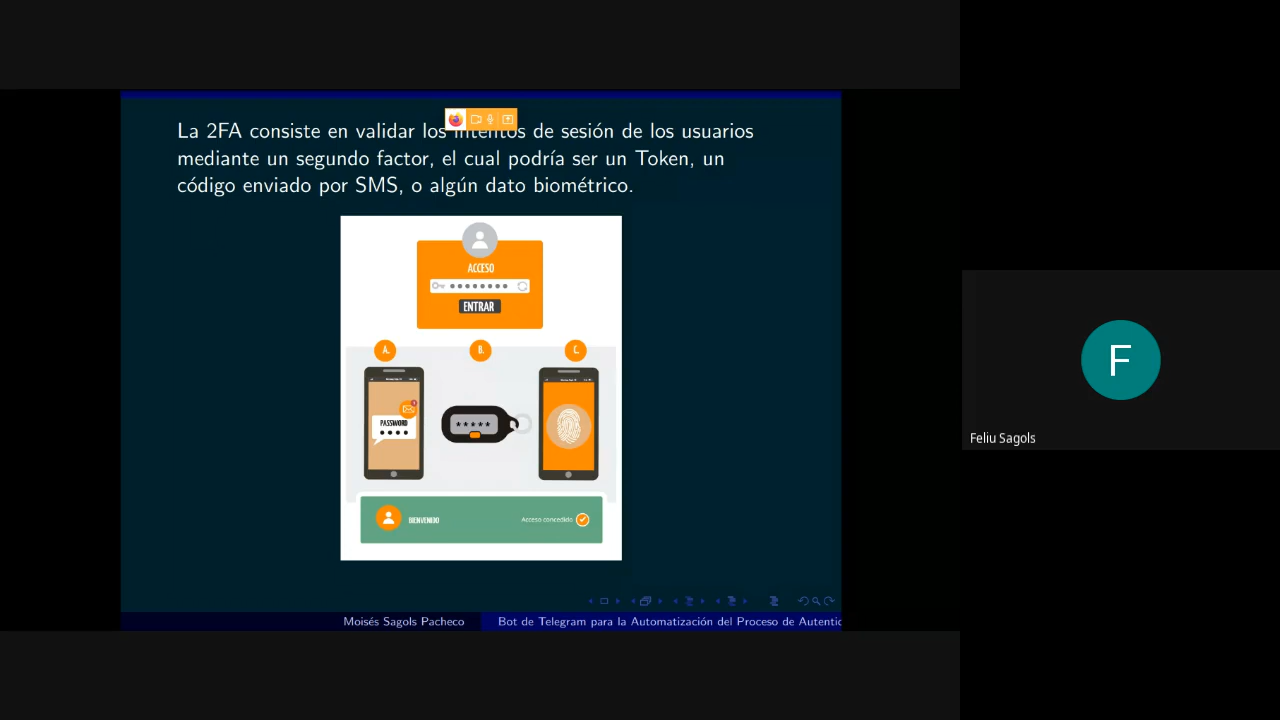 La 2FA consiste en validar los intentos de sesión de los usuarios
mediante un segundo factor, el cual podría ser un Token, un
código enviado por SMS, o algún dato biométrico.
ACCESO
ENTRAR
A. B. C.
PASSWORD
*****
BIENVENIDO Acceso concedido
Moisés Sagols Pacheco Bot de Telegram para la Automatización del Proceso de Autentic
F
Feliu Sagols